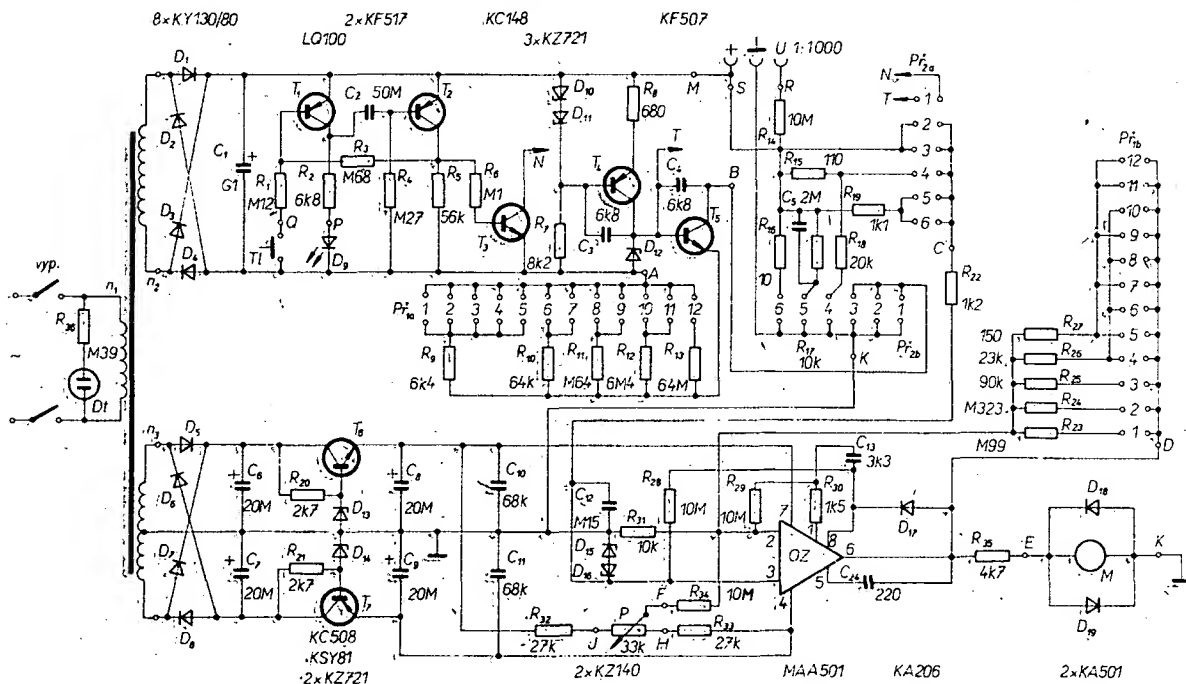 8×KY130/80
2×KF517
KC148
KF507
LQ100
3×KZ721
+
U 1:1000
Př2a
N
T 1
2
3
4
5
6
C
D1
D2
D3
D4
C1
+
G1
T1
C2 50M
T2
R3
M68
R1
M12
R2
6k8
R4
M27
R5
56k
R6
M1
N
T3
Q
P
Tl
D9
D10
D11
R8
680
M
S
R
10M
R14
R15 110
T
T4
C4
6k8
B
6k8
C3
T5
R7
8k2
D12
A
C5 2M
R19
1k1
R16
10
R18
20k
R22
1k2
Př1b
12
11
10
9
8
7
6
5
4
3
2
1
D
vyp.
n1
n2
R36
M39
~
Dt
Př1a
1 2 3 4 5 6 7 8 9 10 11 12
R9
6k4
R10
64k
R11
M64
R12
6M4
R13
64M
6 5 4 3 2 1
R17
10k
Př2b
K
150
R27
23k
R26
90k
R25
M323
R24
M99
R23
n3
D5
D6
D7
D8
+ C6
20M
+ C7
20M
R20
2k7
R21
2k7
T6
D13
D14
T7
+ C8
20M
+ C9
20M
C10
68k
C11
68k
C12
M15
D15
D16
R31
10k
R28
10M
R29
10M
R30
1k5
C13
3k3
D17
OZ
7
2
3
4
1
8
6
5
C24
220
R35
4k7
E
D18
M
K
D19
R32
27k
J
P
33k
F
H
R34
10M
R33
27k
KC508
KSY81
2×KZ721
2×KZ140
MAA501
KA206
2×KA501